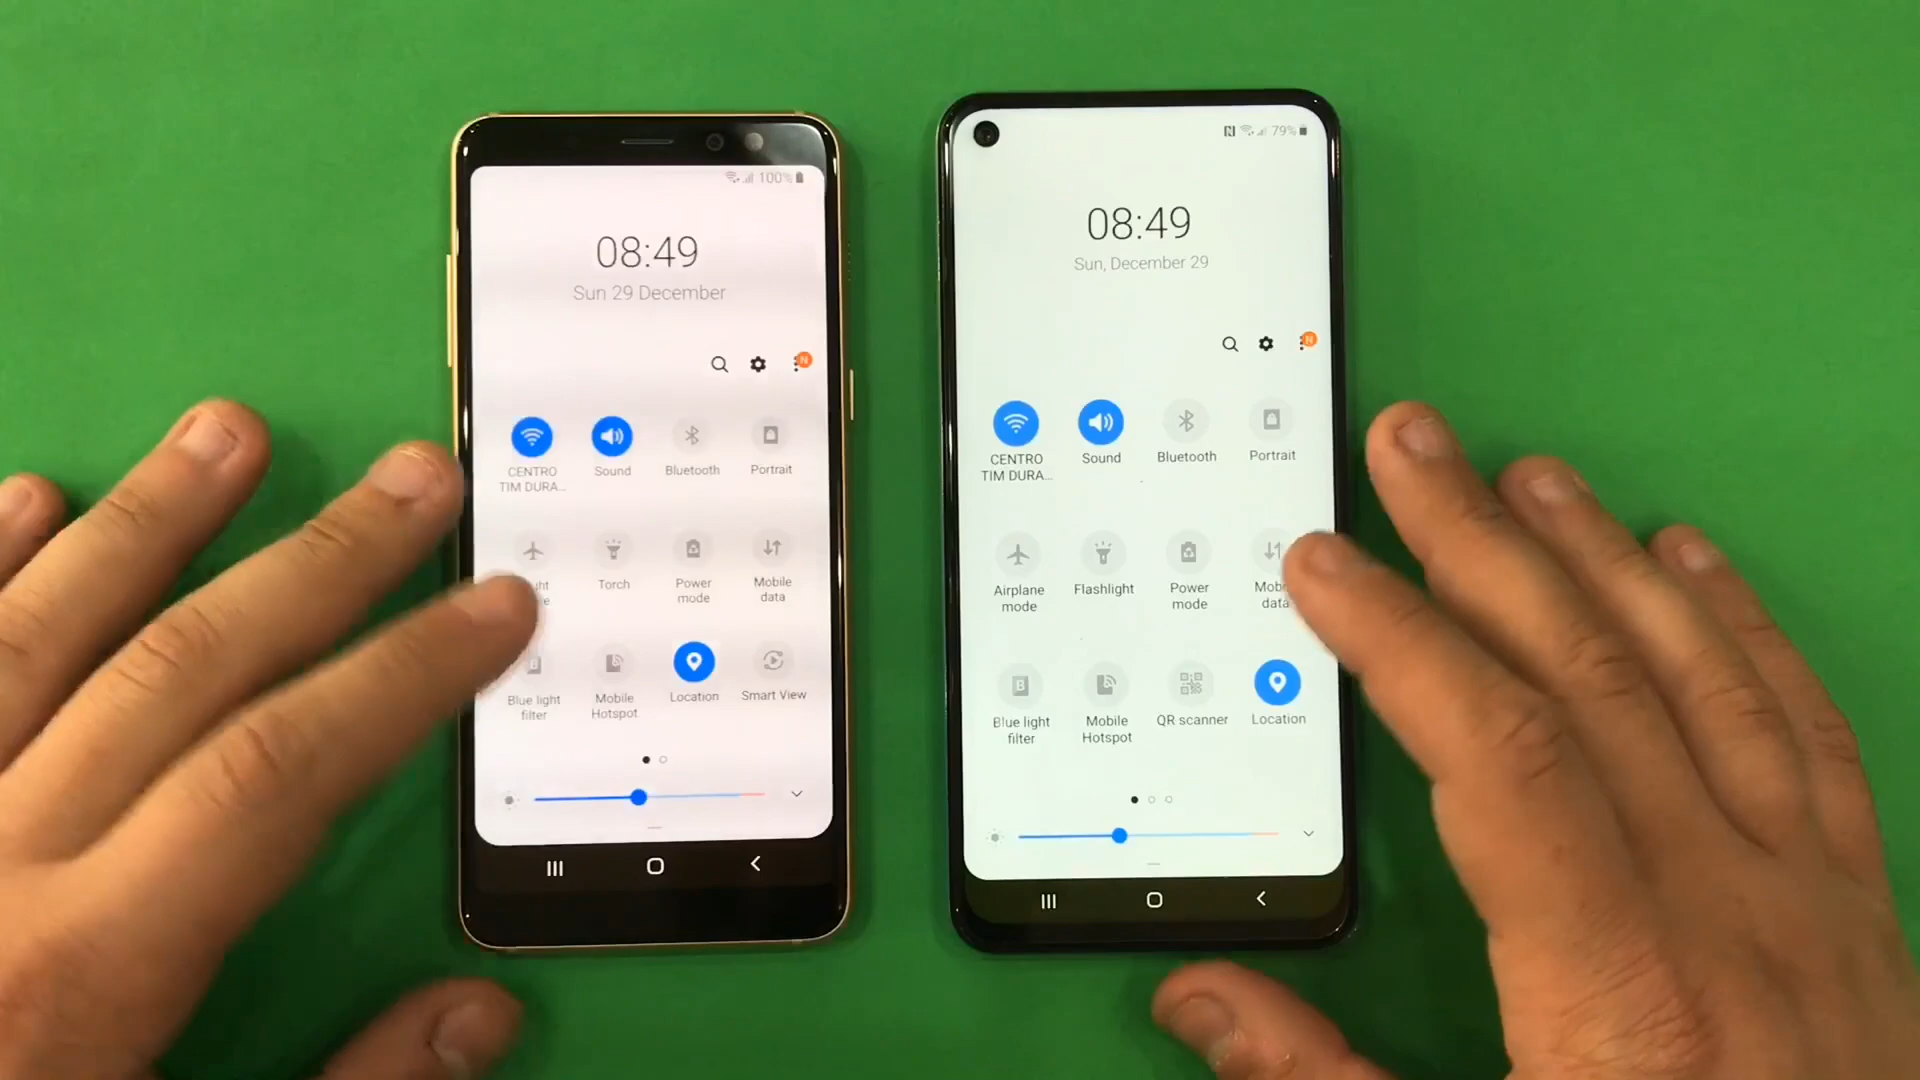 100%
08:49
Sun 29 December
N
CENTRO
TIM DURA...
Sound
Bluetooth
Portrait
Torch
Power
mode
Mobile
data
Blue light
filter
Mobile
Hotspot
Location
Smart View
N 79%
08:49
Sun, December 29
N
CENTRO
TIM DURA...
Sound
Bluetooth
Portrait
Airplane
mode
Flashlight
Power
mode
data
Blue light
filter
Mobile
Hotspot
QR scanner
Location